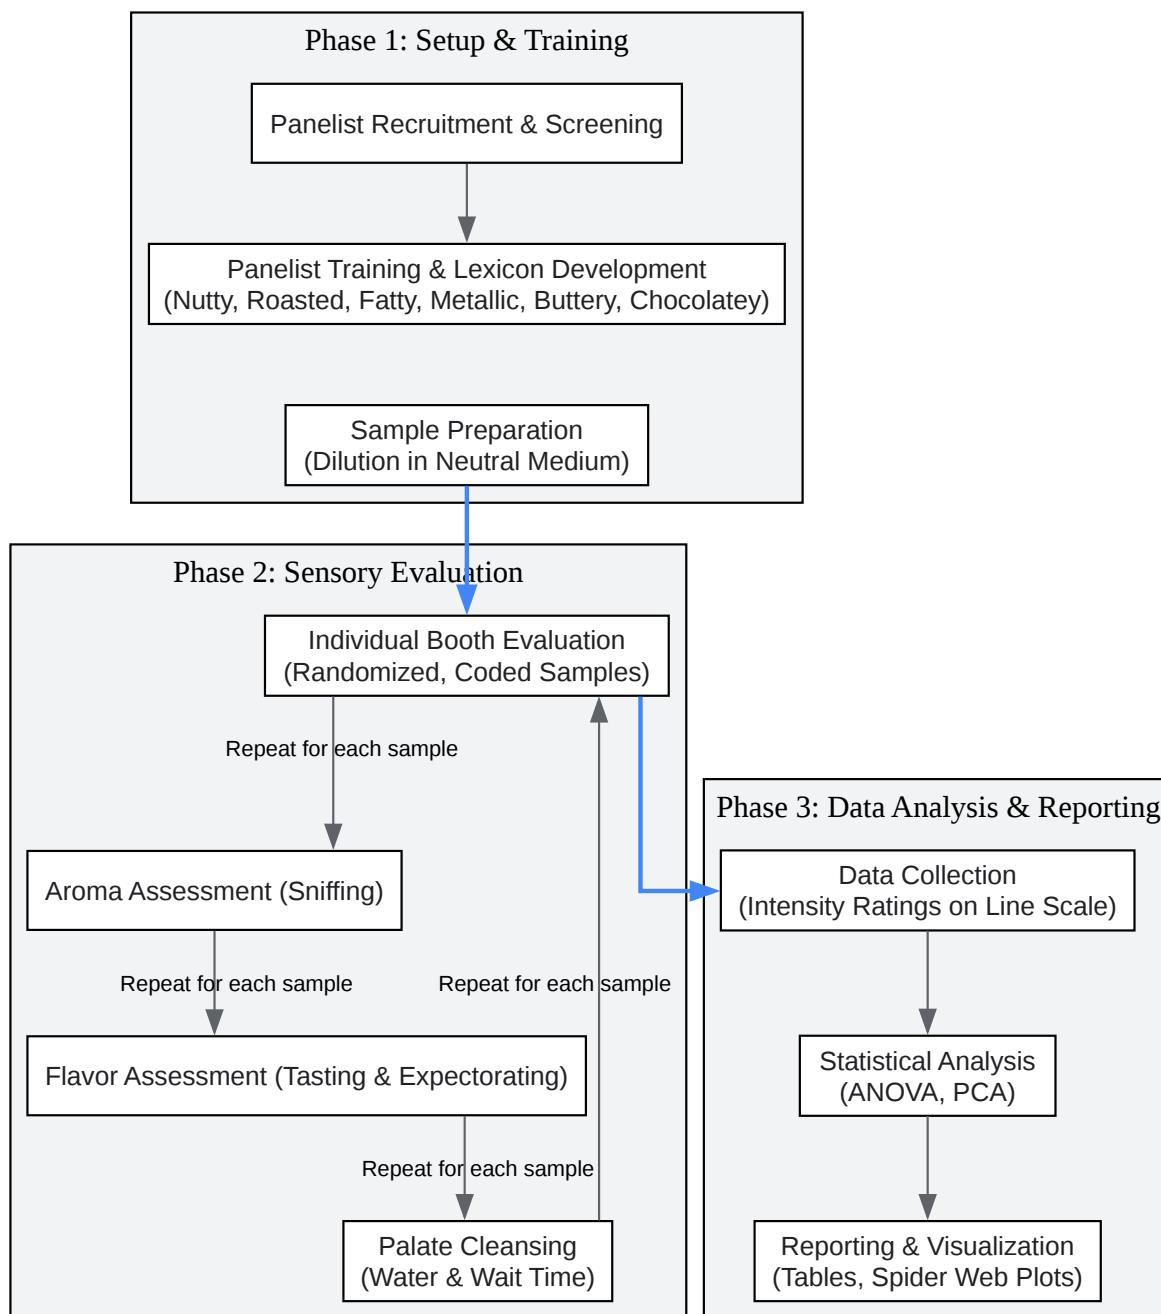 Phase 1: Setup & Training
Panelist Recruitment & Screening
Panelist Training & Lexicon Development
(Nutty, Roasted, Fatty, Metallic, Buttery, Chocolatey)
Sample Preparation
(Dilution in Neutral Medium)
Phase 2: Sensory Evaluation
Individual Booth Evaluation
(Randomized, Coded Samples)
Repeat for each sample
Aroma Assessment (Sniffing)
Repeat for each sample
Repeat for each sample
Flavor Assessment (Tasting & Expectorating)
Repeat for each sample
Palate Cleansing
(Water & Wait Time)
Phase 3: Data Analysis & Reporting
Data Collection
(Intensity Ratings on Line Scale)
Statistical Analysis
(ANOVA, PCA)
Reporting & Visualization
(Tables, Spider Web Plots)